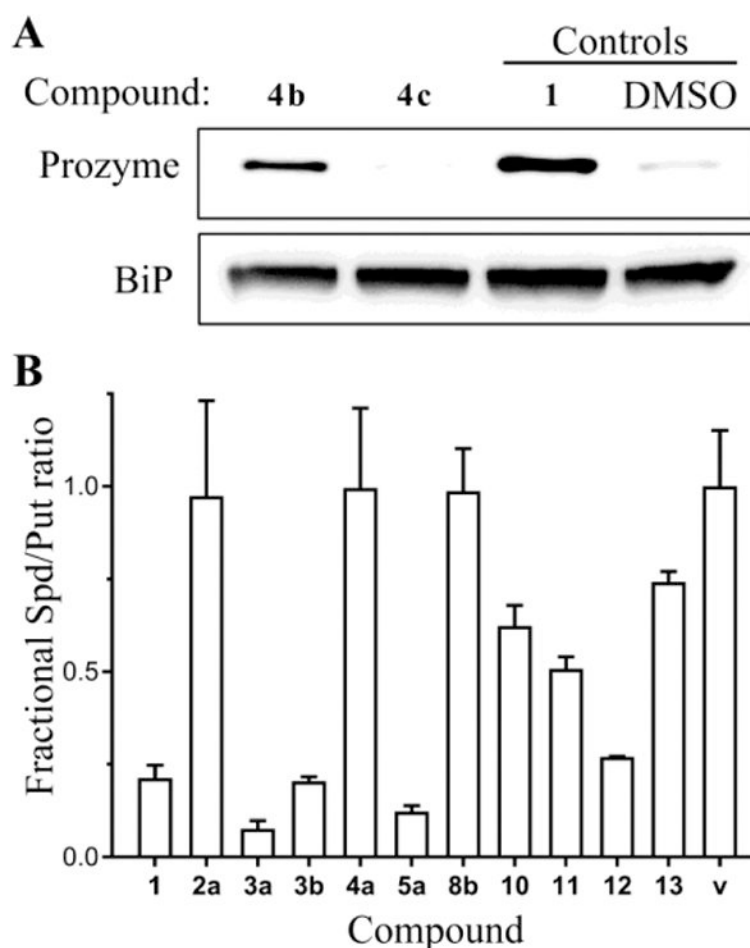 A
Controls
Compound: 4b 4c 1 DMSO
Prozyme
BiP
B
Fractional Spd/Put ratio
1.0
0.5
0.0
1 2a 3a 3b 4a 5a 8b 10 11 12 13 v
Compound